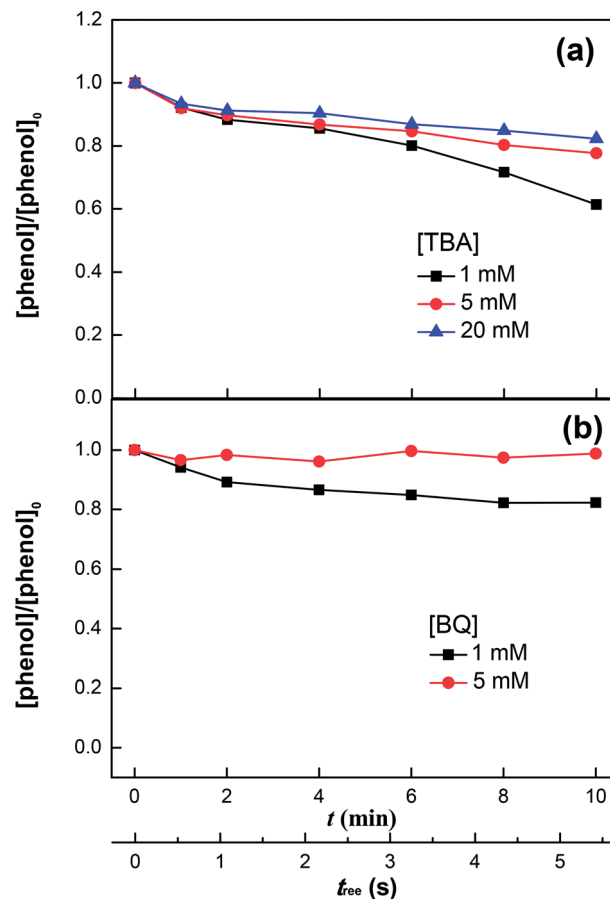 1.2
(a)
1.0
0.8
0.6
0.4
0.2
0.0
[phenol]/[phenol]₀
[TBA]
1 mM
5 mM
20 mM
(b)
1.0
0.8
0.6
0.4
0.2
0.0
[phenol]/[phenol]₀
[BQ]
1 mM
5 mM
0 2 4 6 8 10
t (min)
0 1 2 3 4 5
tree (s)